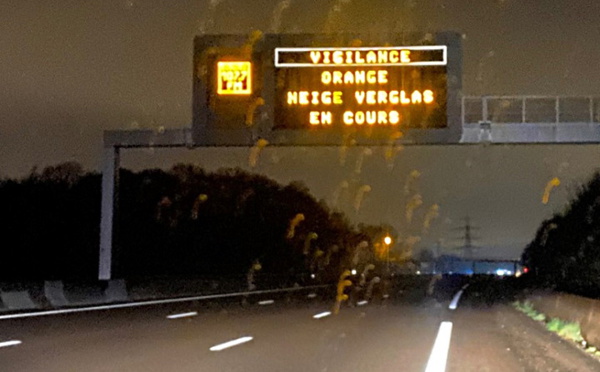 VIGILANCE
ORANGE
NEIGE VERGLAS
EN COURS
107.7
FM